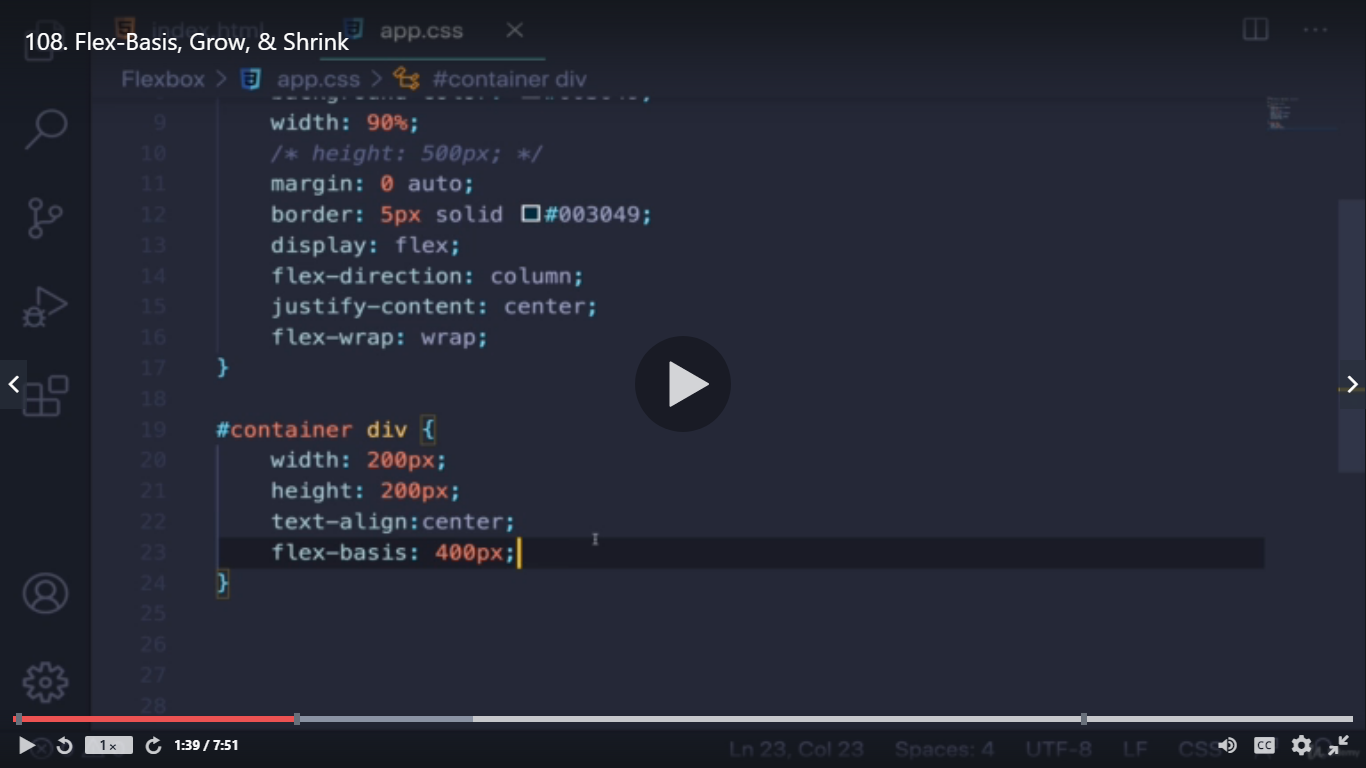 index.html
app.css
108. Flex-Basis, Grow, & Shrink
Flexbox > app.css > #container div
9 width: 90%;
10 /* height: 500px; */
11 margin: 0 auto;
12 border: 5px solid #003049;
13 display: flex;
14 flex-direction: column;
15 justify-content: center;
16 flex-wrap: wrap;
17 }
18
19 #container div {
20 width: 200px;
21 height: 200px;
22 text-align:center;
23 flex-basis: 400px;
24 }
25
26
27
28
1× 1:39 / 7:51
Ln 23, Col 23 Spaces: 4 UTF-8 LF CSS CC